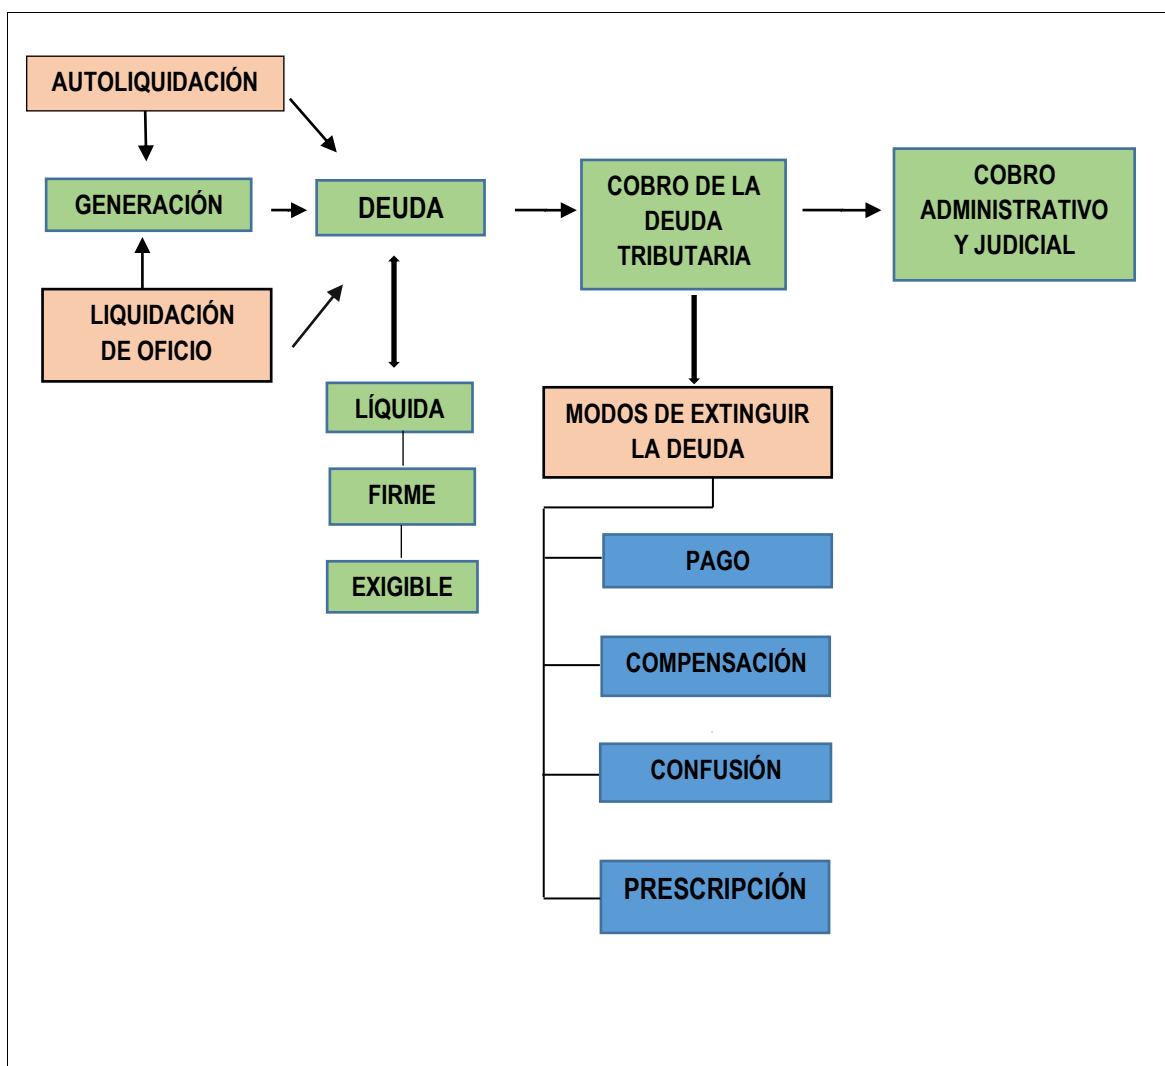 AUTOLIQUIDACIÓN
GENERACIÓN
LIQUIDACIÓN
DE OFICIO
DEUDA
LÍQUIDA
FIRME
EXIGIBLE
COBRO DE LA
DEUDA
TRIBUTARIA
COBRO
ADMINISTRATIVO
Y JUDICIAL
MODOS DE EXTINGUIR
LA DEUDA
PAGO
COMPENSACIÓN
CONFUSIÓN
PRESCRIPCIÓN